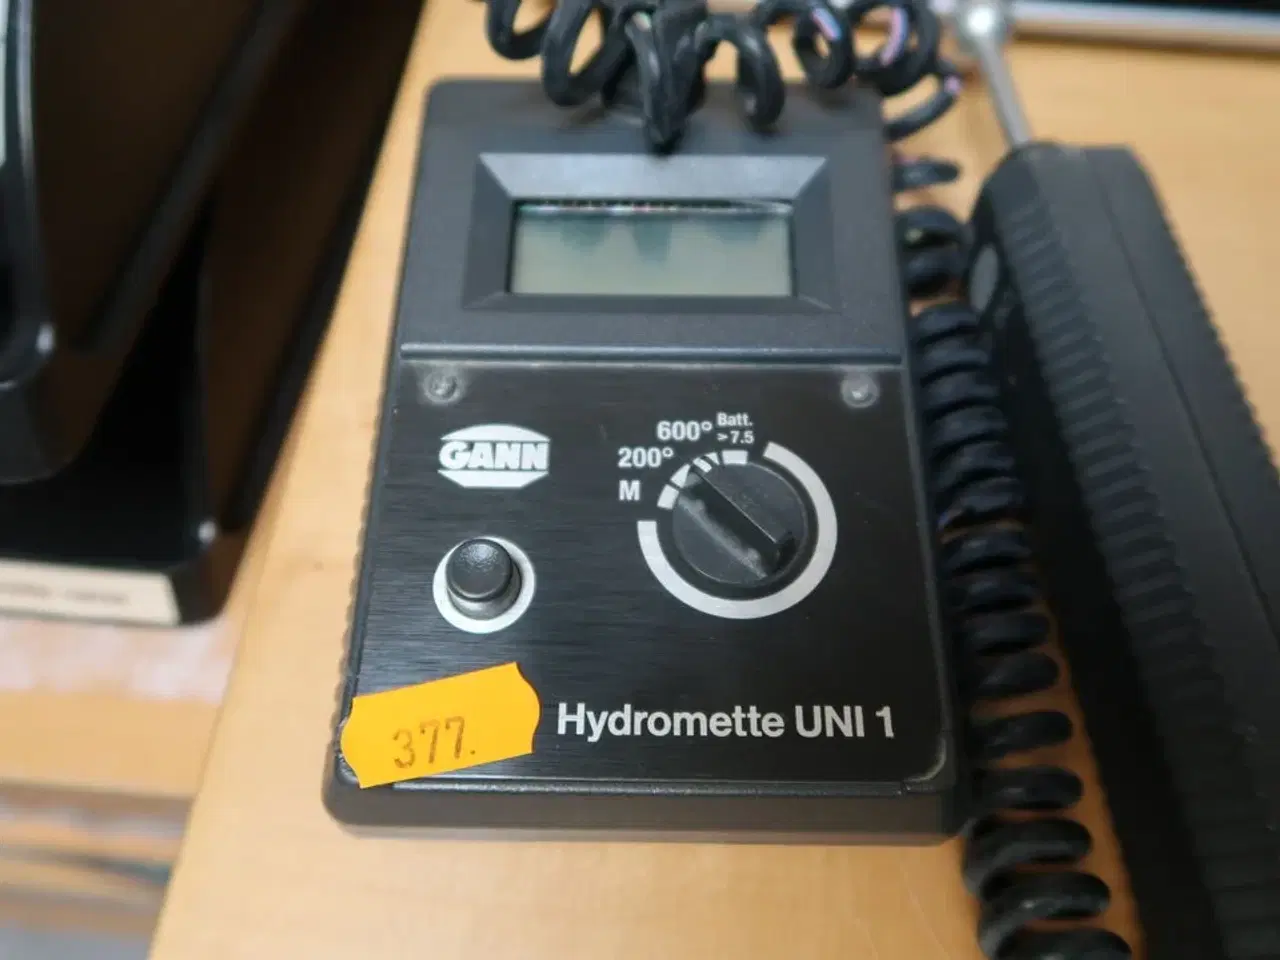 GANN
Batt.
600° >7.5
200°
M
377.
Hydromette UNI 1